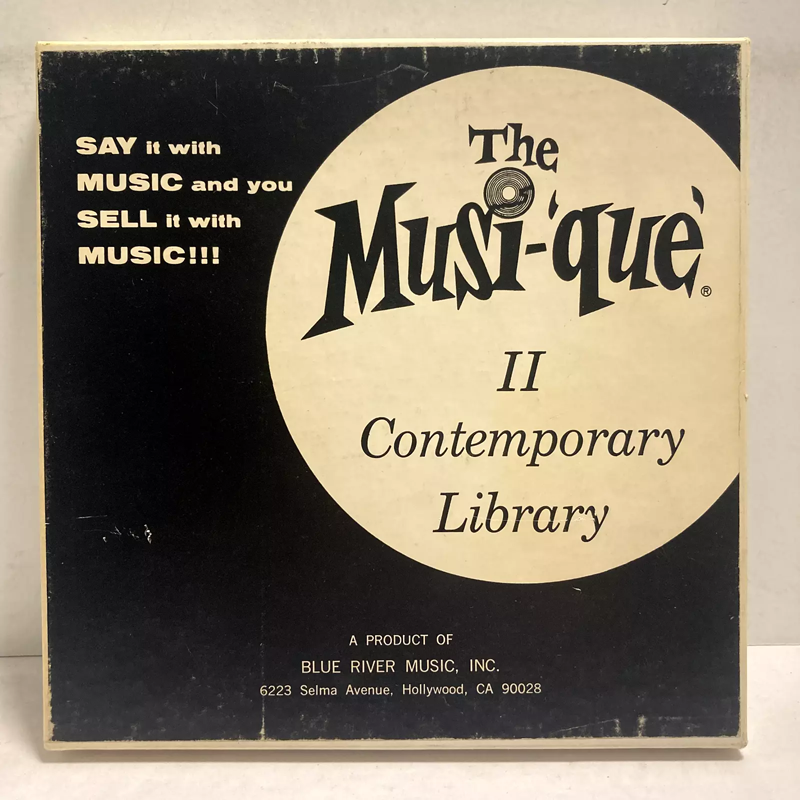 SAY it with
MUSIC and you
SELL it with
MUSIC!!!
The
Musi-'que' ®
II
Contemporary
Library
A PRODUCT OF
BLUE RIVER MUSIC, INC.
6223 Selma Avenue, Hollywood, CA 90028